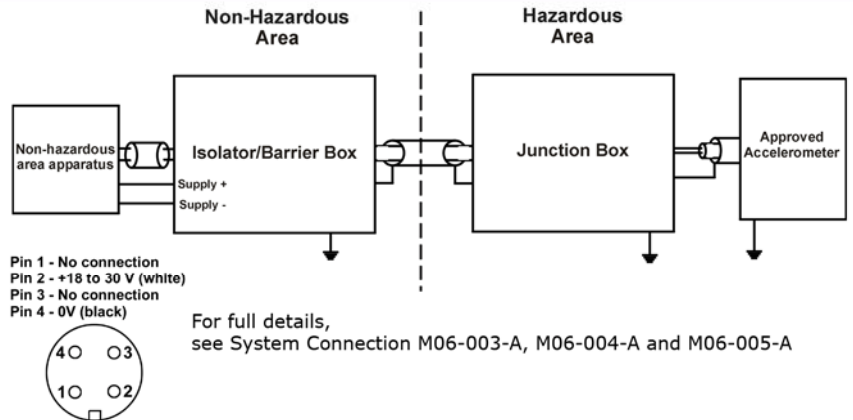 Non-Hazardous
Area
Hazardous
Area
Non-hazardous
area apparatus
Isolator/Barrier Box
Supply +
Supply -
Junction Box
Approved
Accelerometer
Pin 1 - No connection
Pin 2 - +18 to 30 V (white)
Pin 3 - No connection
Pin 4 - 0V (black)
For full details,
see System Connection M06-003-A, M06-004-A and M06-005-A
4 3
1 2